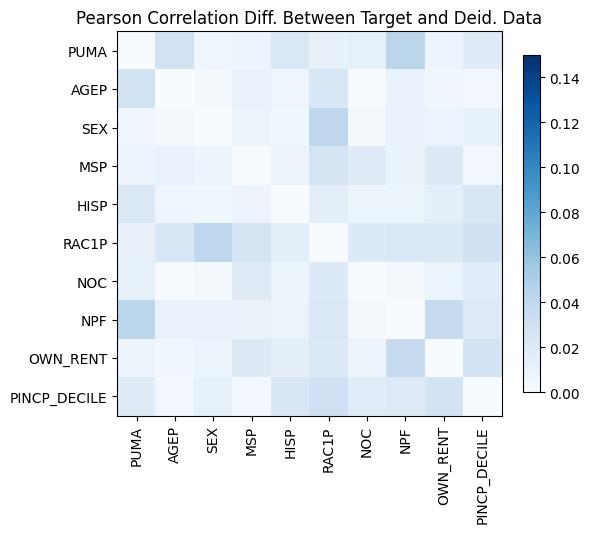 Pearson Correlation Diff. Between Target and Deid. Data
PUMA
AGEP
SEX
MSP
HISP
RAC1P
NOC
NPF
OWN_RENT
PINCP_DECILE
PUMA
AGEP
SEX
MSP
HISP
RAC1P
NOC
NPF
OWN_RENT
PINCP_DECILE
0.14
0.12
0.10
0.08
0.06
0.04
0.02
0.00